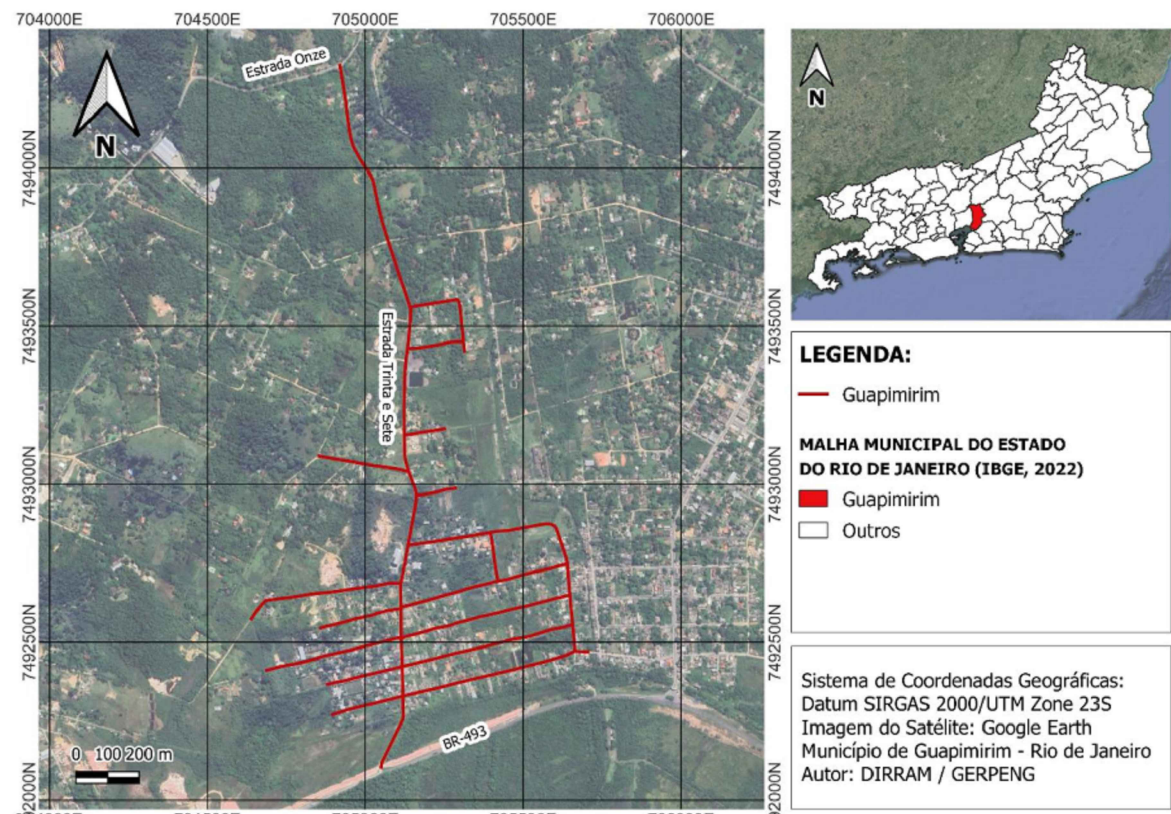 704000E 704500E 705000E 705500E 706000E
Estrada Onze
N
7494000N
7494000N
7493500N
7493500N
Estrada Trinta e Sete
7493000N
7493000N
7492500N
7492500N
BR-493
0 100 200 m
N
LEGENDA:
Guapimirim
MALHA MUNICIPAL DO ESTADO
DO RIO DE JANEIRO (IBGE, 2022)
Guapimirim
Outros
Sistema de Coordenadas Geográficas:
Datum SIRGAS 2000/UTM Zone 23S
Imagem do Satélite: Google Earth
Município de Guapimirim - Rio de Janeiro
Autor: DIRRAM / GERPENG